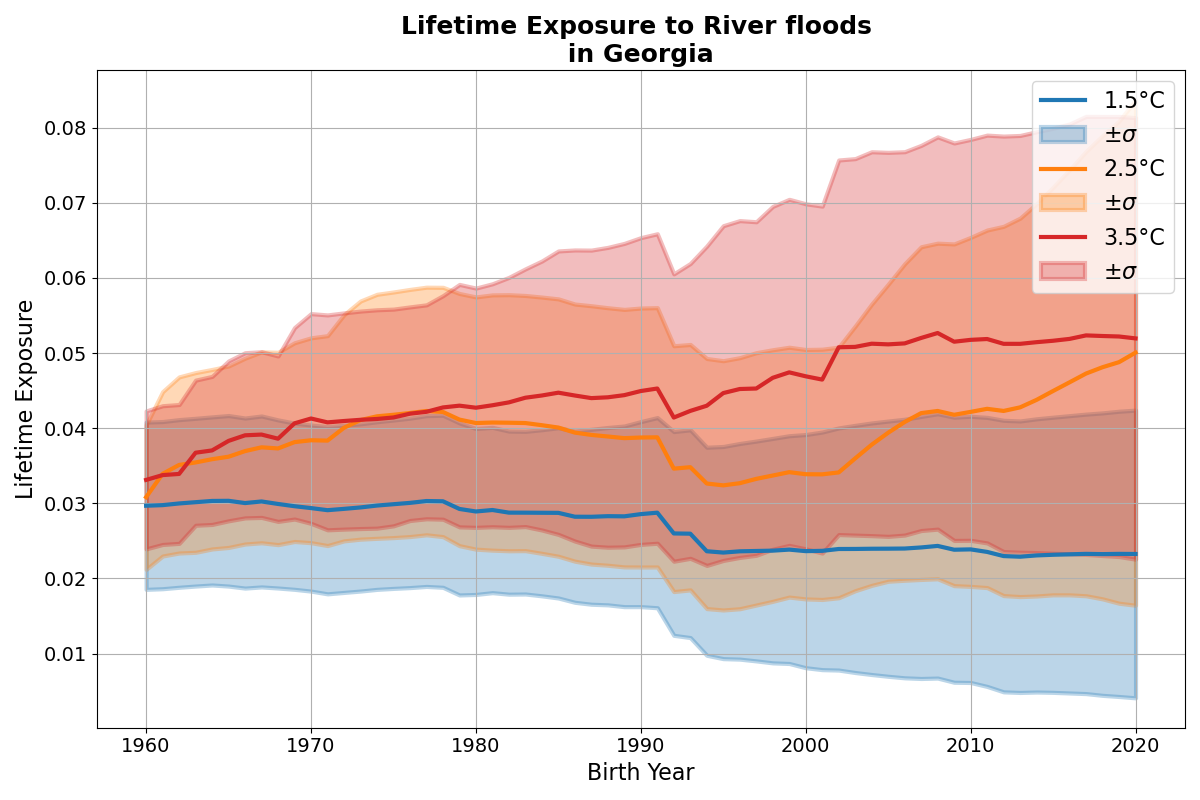 Lifetime Exposure to River floods
in Georgia
Lifetime Exposure
0.08
0.07
0.06
0.05
0.04
0.03
0.02
0.01
1960 1970 1980 1990 2000 2010 2020
Birth Year
1.5°C
±σ
2.5°C
±σ
3.5°C
±σ